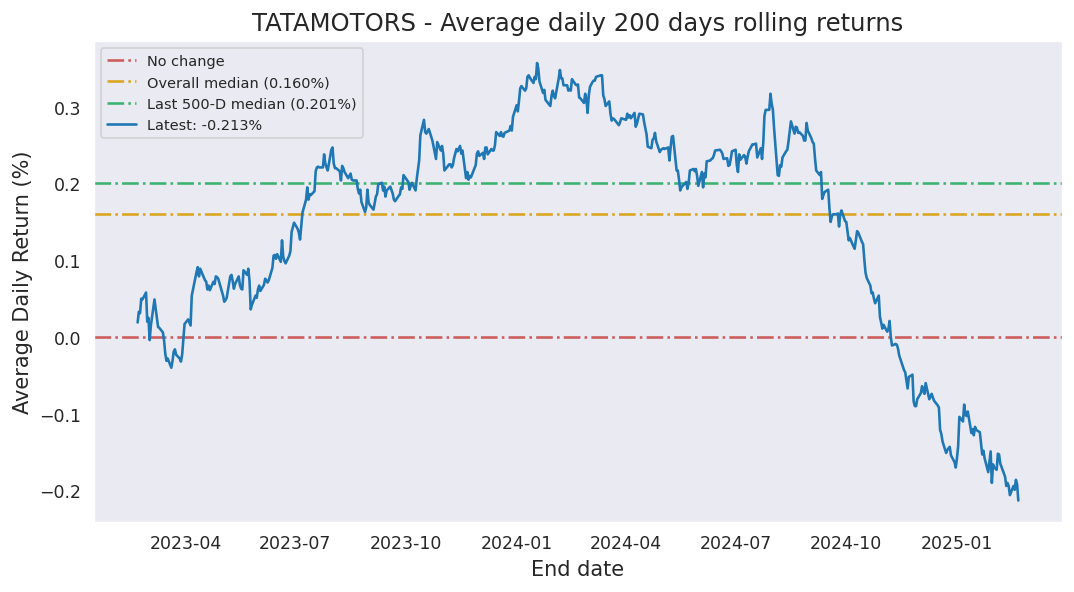 TATAMOTORS - Average daily 200 days rolling returns
No change
Overall median (0.160%)
Last 500-D median (0.201%)
Latest: -0.213%
Average Daily Return (%)
0.3
0.2
0.1
0.0
−0.1
−0.2
2023-04 2023-07 2023-10 2024-01 2024-04 2024-07 2024-10 2025-01
End date